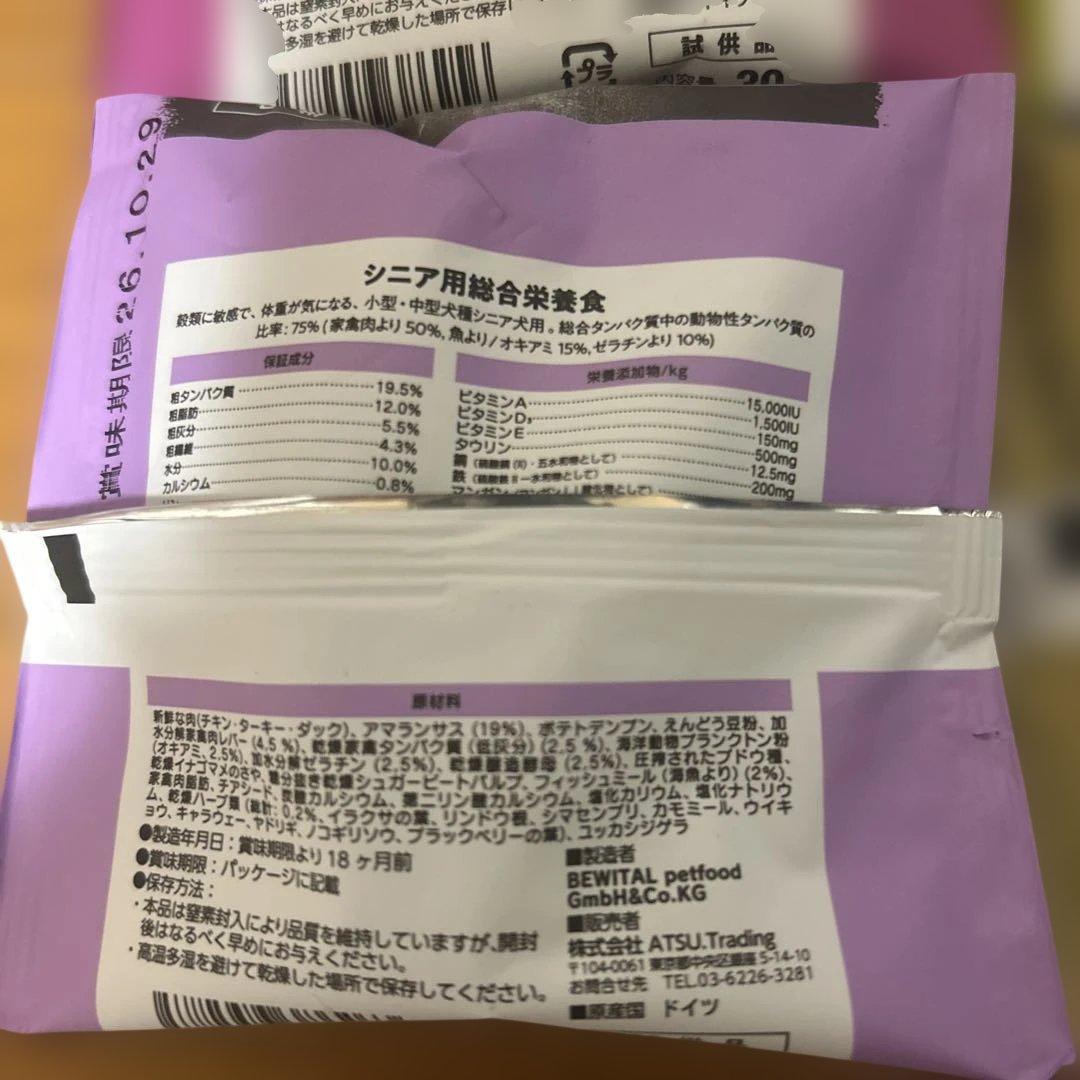 本品は窒素封入
はなるべく早めにお与えくださ
多湿を避けて乾燥した場所で保存
プラ
試供品
内容量 30
賞味期限 26.10.29
シニア用総合栄養食
穀類に敏感で、体重が気になる、小型・中型犬種シニア犬用。総合タンパク質中の動物性タンパク質の
比率:75%(家禽肉より50%, 魚より/オキアミ 15%, ゼラチンより 10%)
保証成分
粗タンパク質 19.5%
粗脂肪 12.0%
粗灰分 5.5%
粗繊維 4.3%
水分 10.0%
カルシウム 0.8%
栄養添加物/kg
ビタミンA 15.000IU
ビタミンD₃ 1,500IU
ビタミンE 150mg
タウリン 500mg
銅(硫酸銅(II)・五水和物として) 12.5mg
鉄(硫酸鉄II一水和物として) 200mg
原材料
新鮮な肉(チキン・ターキー・ダック)、アマランサス(19%)、ポテトデンプン、えんどう豆粉、加
水分解家禽肉レバー(4.5%)、乾燥家禽タンパク質(低灰分)(2.5%)、海洋動物プランクトン粉
(オキアミ、2.5%)、加水分解ゼラチン(2.5%)、乾燥醸造酵母(2.5%)、圧搾されたブドウ種、
乾燥イナゴマメのさや、糖分抜き乾燥シュガービートパルプ、フィッシュミール(海魚より)(2%)、
家禽肉脂肪、チアシード、炭酸カルシウム、第二リン酸カルシウム、塩化カリウム、塩化ナトリウ
ム、乾燥ハーブ類(総計:0.2%、イラクサの葉、リンドウ根、シマセンブリ、カモミール、ウイキ
ョウ、キャラウェー、ヤドリギ、ノコギリソウ、ブラックベリーの葉)、ユッカシジゲラ
●製造年月日:賞味期限より18ヶ月前
●賞味期限:パッケージに記載
●保存方法:
・本品は窒素封入により品質を維持していますが、開封
後はなるべく早めにお与えください。
・高温多湿を避けて乾燥した場所で保存してください。
■製造者
BEWITAL petfood
GmbH&Co.KG
■販売者
株式会社 ATSU.Trading
〒104-0061 東京都中央区銀座5-14-10
お問合せ先 TEL.03-6226-3281
■原産国 ドイツ